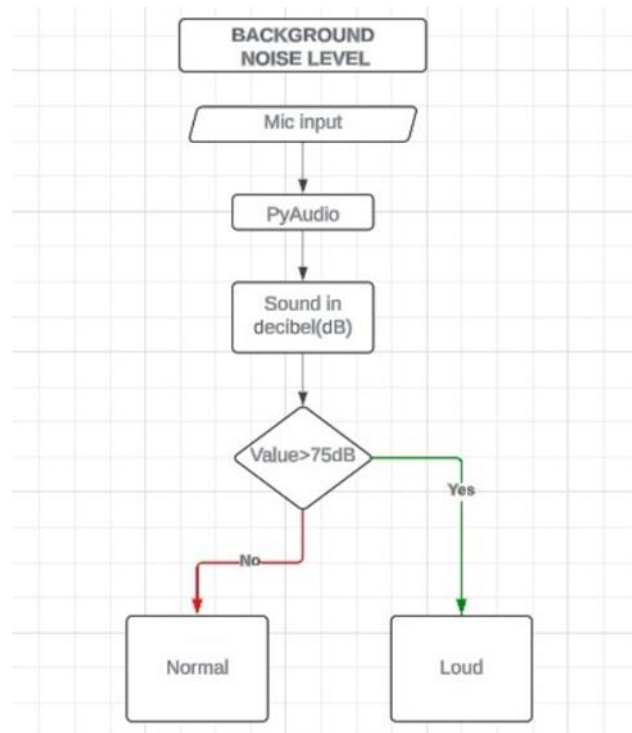 BACKGROUND
NOISE LEVEL
Mic input
PyAudio
Sound in
decibel(dB)
Value>75dB
Yes
No
Normal
Loud